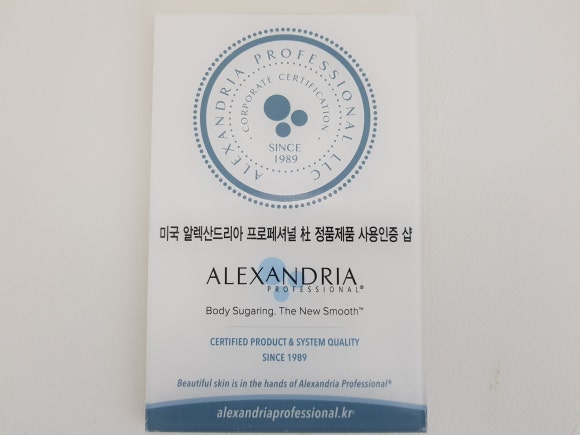 ALEXANDRIA PROFESSIONAL LLC
CORPORATE CERTIFICATION
SINCE
1989
미국 알렉산드리아 프로페셔널 社 정품제품 사용인증 샵
ALEXANDRIA
PROFESSIONAL®
Body Sugaring. The New Smooth™
CERTIFIED PRODUCT & SYSTEM QUALITY
SINCE 1989
Beautiful skin is in the hands of Alexandria Professional®
alexandriaprofessional.kr